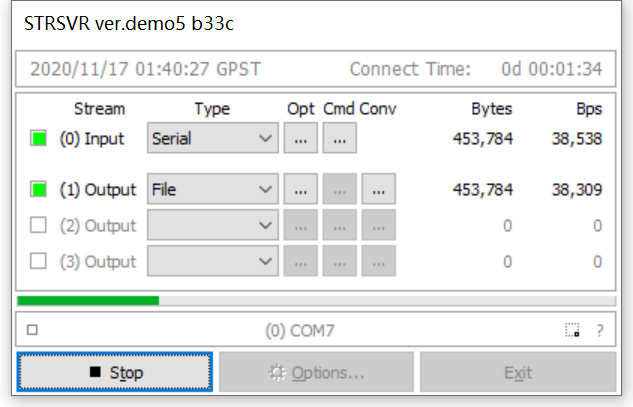 STRSVR ver.demo5 b33c
2020/11/17 01:40:27 GPST Connect Time: 0d 00:01:34
Stream Type Opt Cmd Conv Bytes Bps
(0) Input Serial ... ... 453,784 38,538
(1) Output File ... ... ... 453,784 38,309
(2) Output ... ... ... 0 0
(3) Output ... ... ... 0 0
(0) COM7 ?
Stop Options... Exit